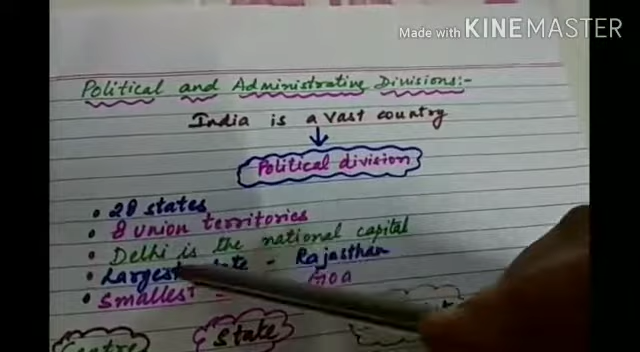 Made with KINEMASTER
Political and Administrative Divisions:-
India is a vast country
Political division
• 28 states
• 8 union territories
• Delhi is the national capital
• Largest - Rajasthan
• Smallest - Goa
Centre
State